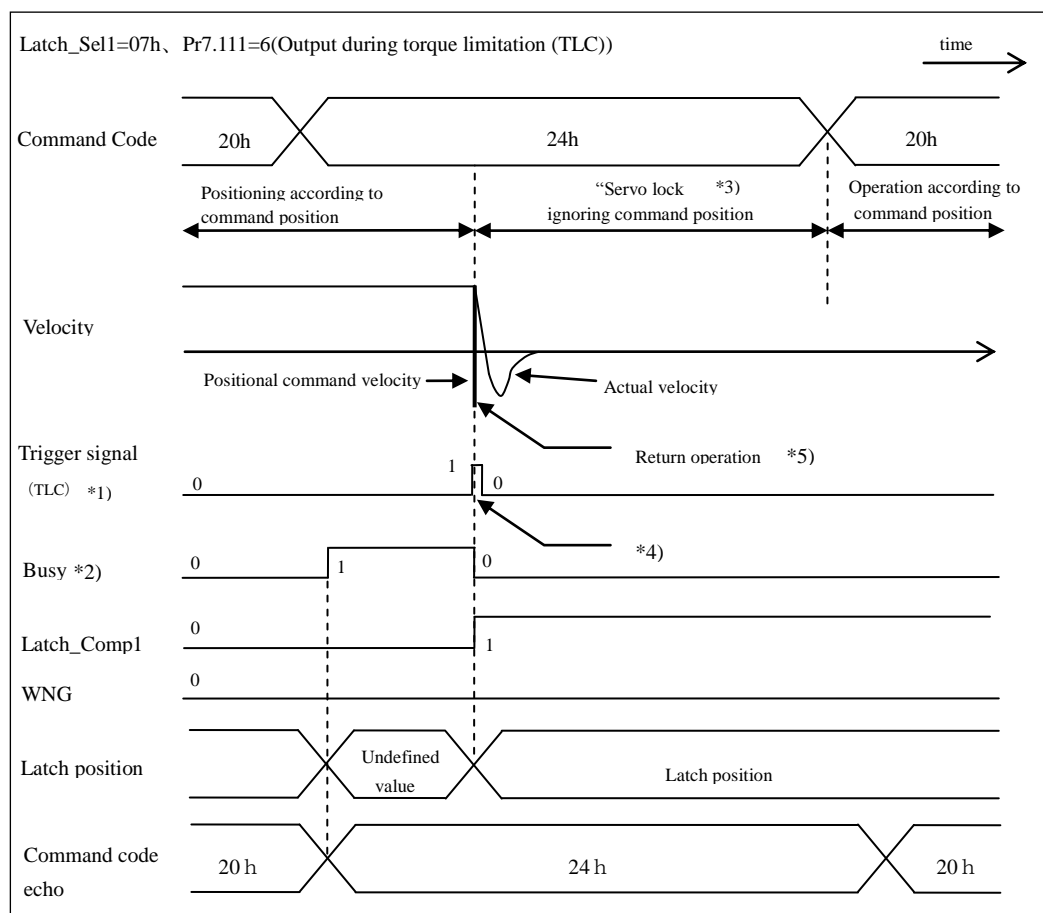 Latch_Sel1=07h、Pr7.111=6(Output during torque limitation (TLC))
time
Command Code
20h
24h
20h
Positioning according to
command position
“Servo lock *3)
ignoring command position
Operation according to
command position
Velocity
Positional command velocity
Actual velocity
Return operation *5)
Trigger signal
（TLC） *1)
0
1
0
*4)
Busy *2)
0
1
0
Latch_Comp1
0
1
WNG
0
Latch position
Undefined
value
Latch position
Command code
echo
20ｈ
24ｈ
20ｈ